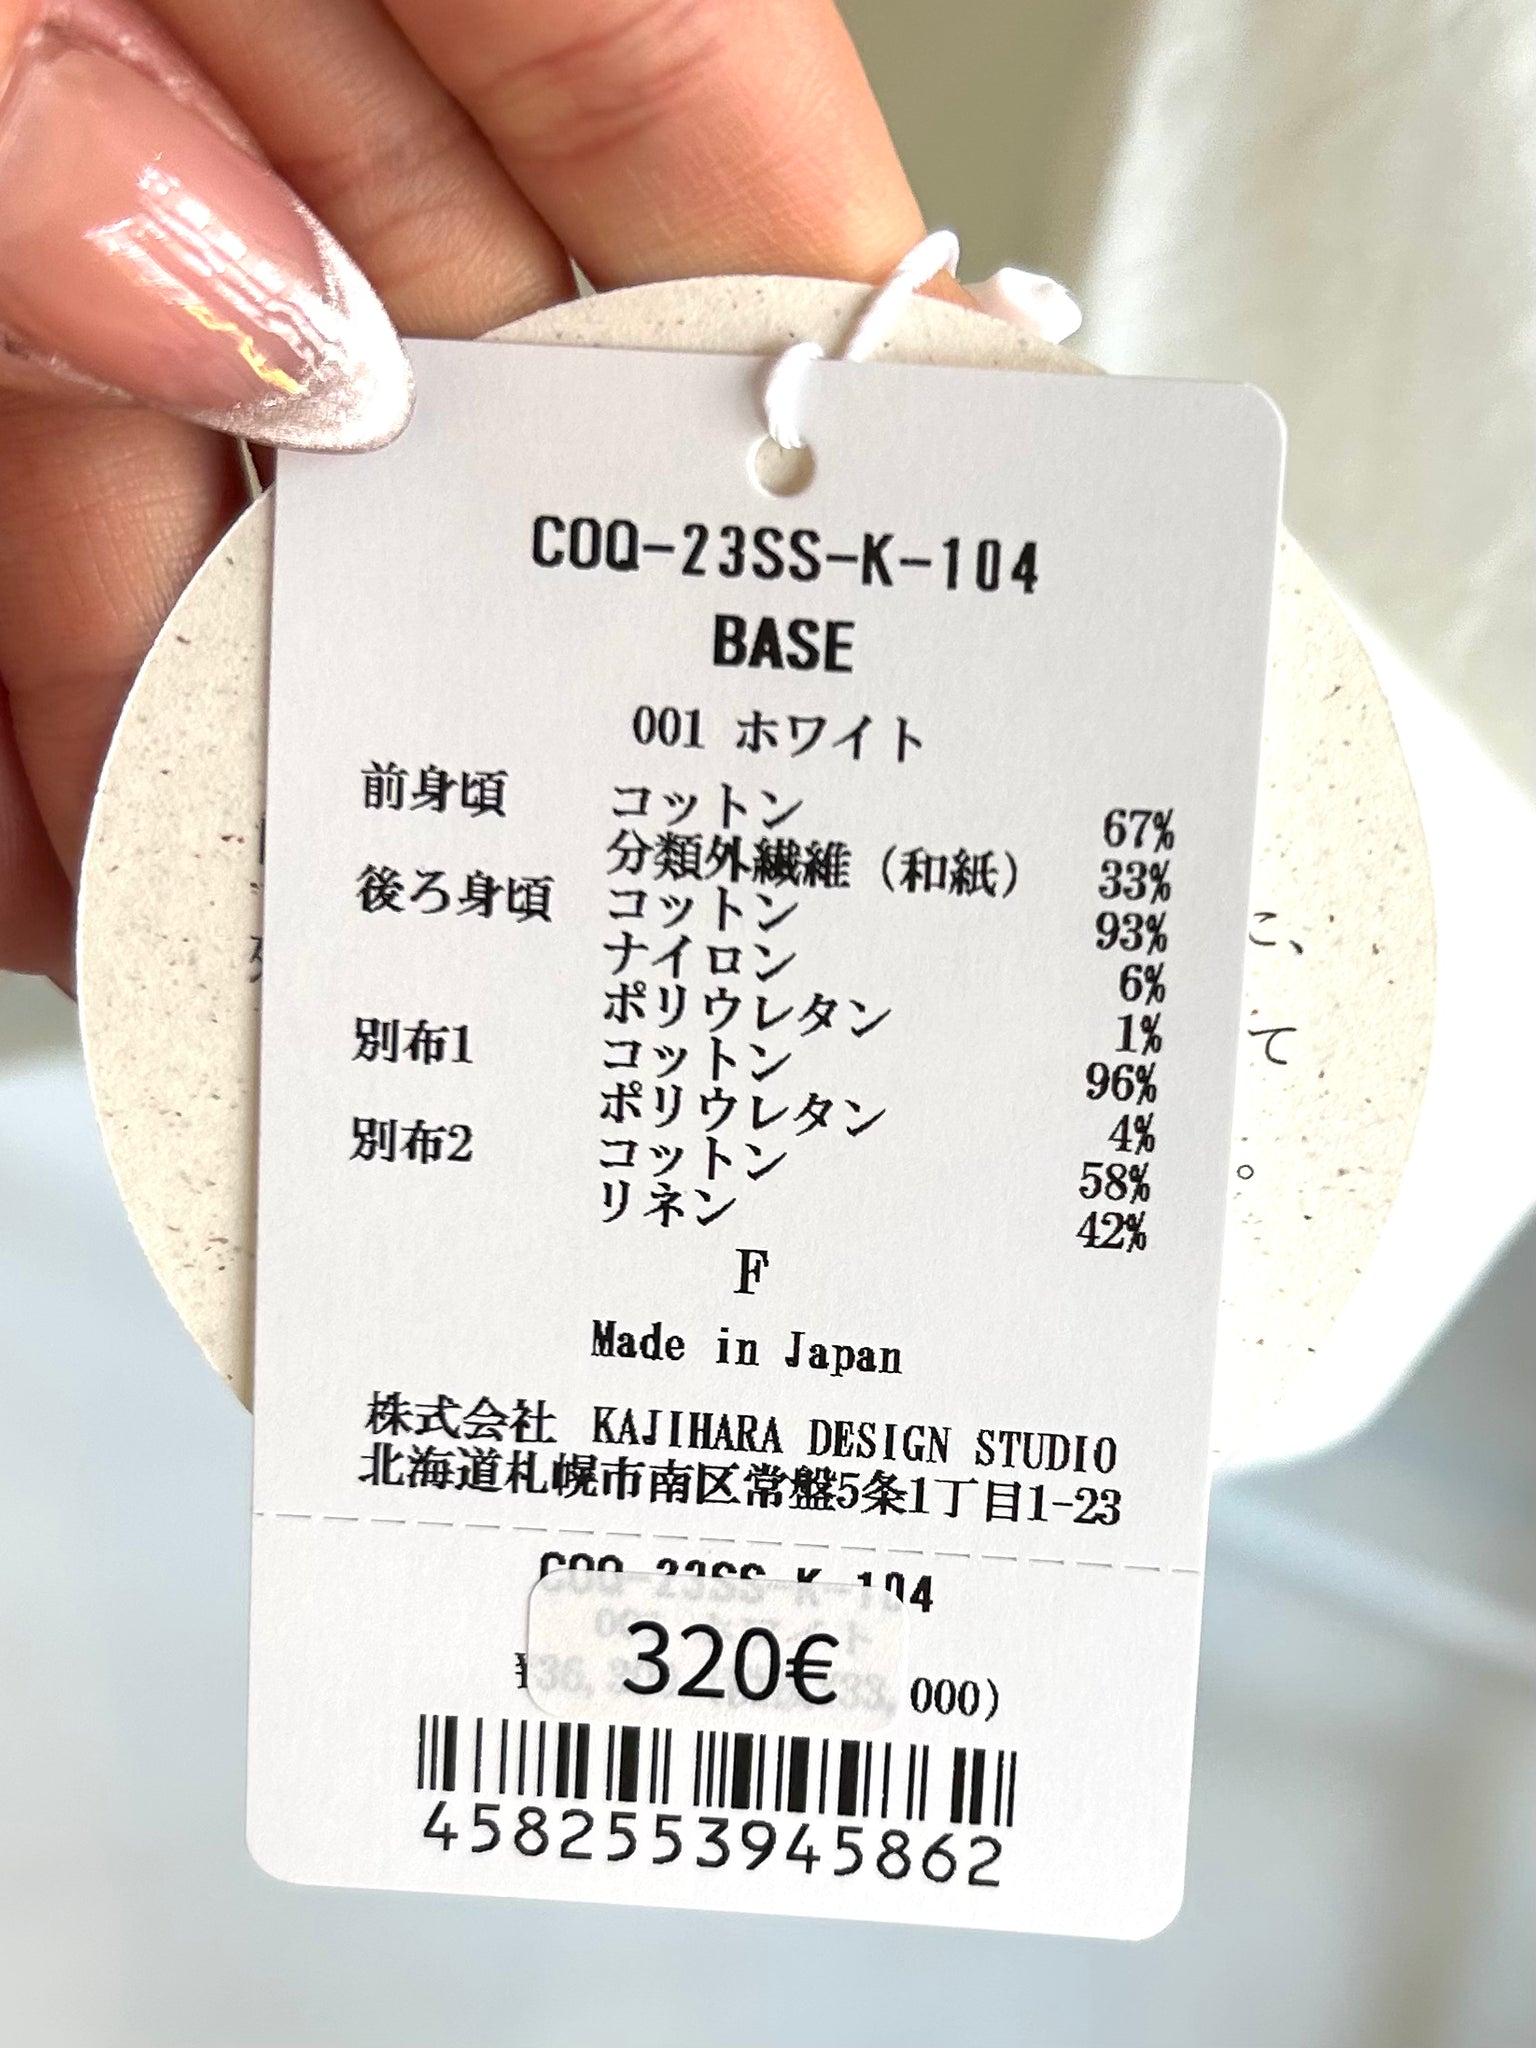 COQ-23SS-K-104
BASE
001 ホワイト
前身頃 コットン 67%
分類外繊維（和紙） 33%
後ろ身頃 コットン 93%
ナイロン 6%
ポリウレタン 1%
別布1 コットン 96%
ポリウレタン 4%
別布2 コットン 58%
リネン 42%
F
Made in Japan
株式会社 KAJIHARA DESIGN STUDIO
北海道札幌市南区常盤5条1丁目1-23
COQ-23SS-K-104
320€
000)
4582553945862
に、
て
。